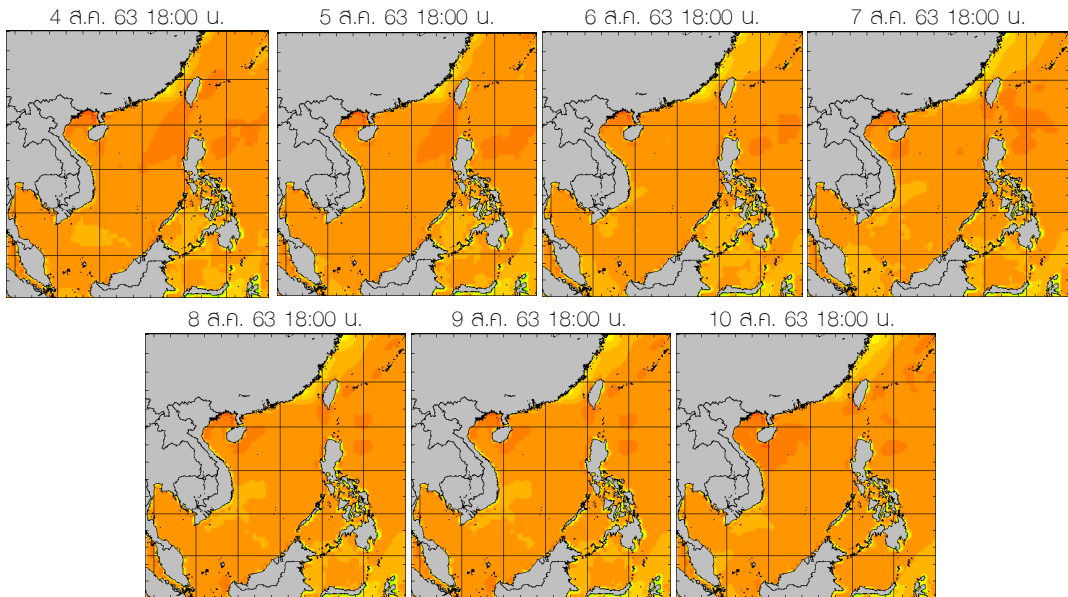 4 ส.ค. 63 18:00 น.
5 ส.ค. 63 18:00 น.
6 ส.ค. 63 18:00 น.
7 ส.ค. 63 18:00 น.
8 ส.ค. 63 18:00 น.
9 ส.ค. 63 18:00 น.
10 ส.ค. 63 18:00 น.